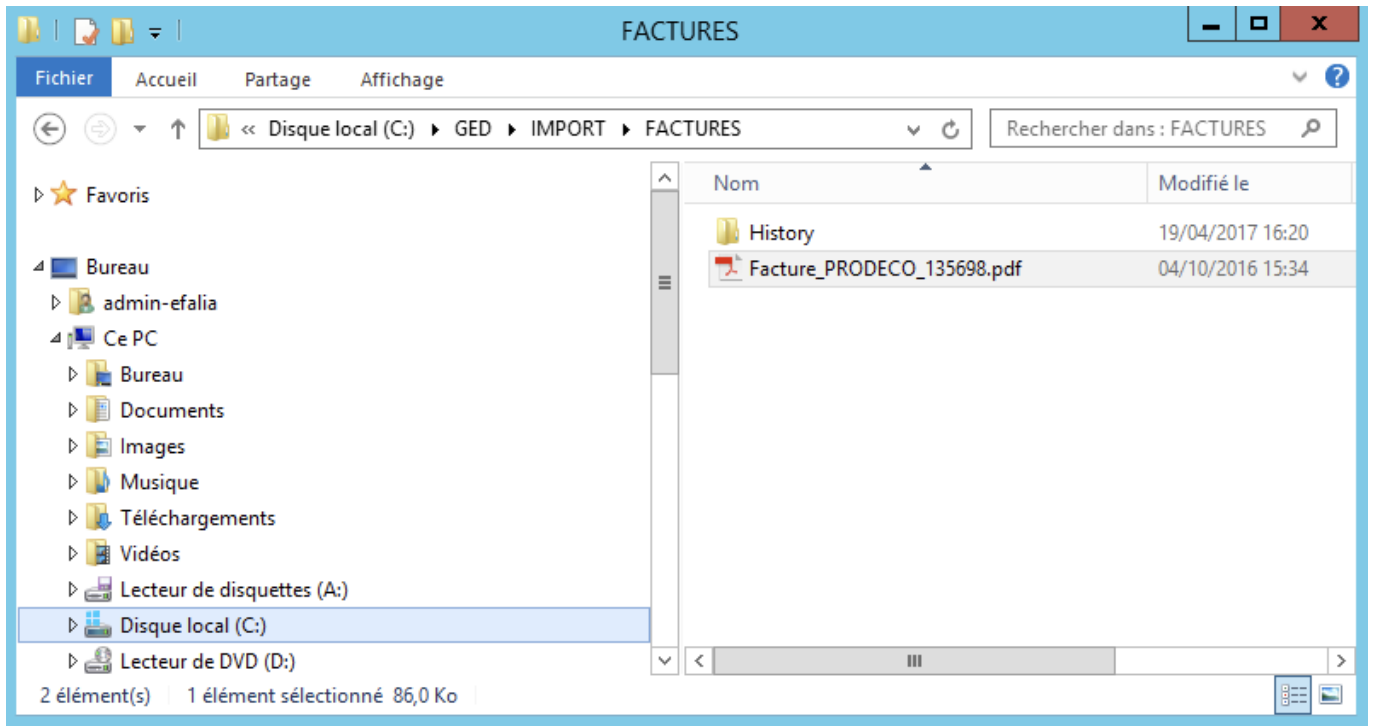 FACTURES
Fichier Accueil Partage Affichage
« Disque local (C:) GED IMPORT FACTURES Rechercher dans : FACTURES
Nom Modifié le
Favoris
History 19/04/2017 16:20
Bureau Facture_PRODECO_135698.pdf 04/10/2016 15:34
admin-efalia
Ce PC
Bureau
Documents
Images
Musique
Téléchargements
Vidéos
Lecteur de disquettes (A:)
Disque local (C:)
Lecteur de DVD (D:)
2 élément(s) 1 élément sélectionné 86,0 Ko